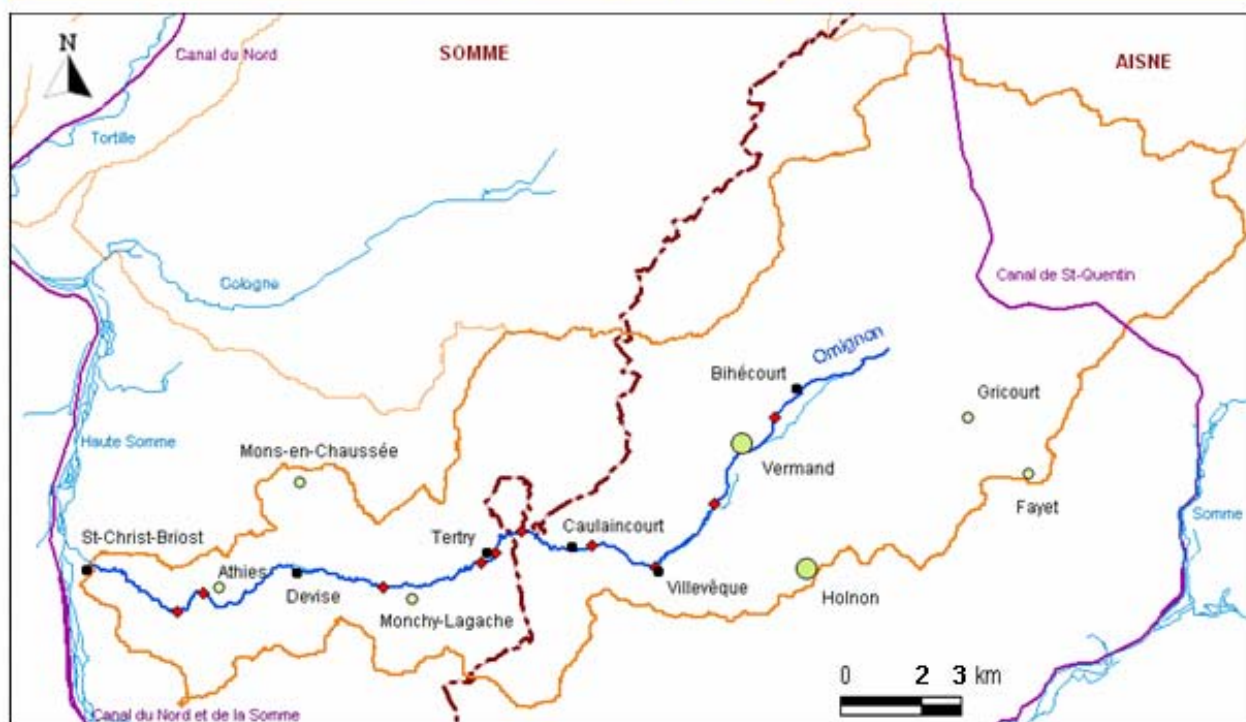 N
Canal du Nord
SOMME
AISNE
Tortille
Cologne
Canal de St-Quentin
Omignon
Bihécourt
Gricourt
Haute Somme
Mons-en-Chaussée
Vermand
Fayet
St-Christ-Briost
Tertry
Caulaincourt
Somme
Athies
Devise
Villevêque
Holnon
Monchy-Lagache
0 2 3 km
Canal du Nord et de la Somme